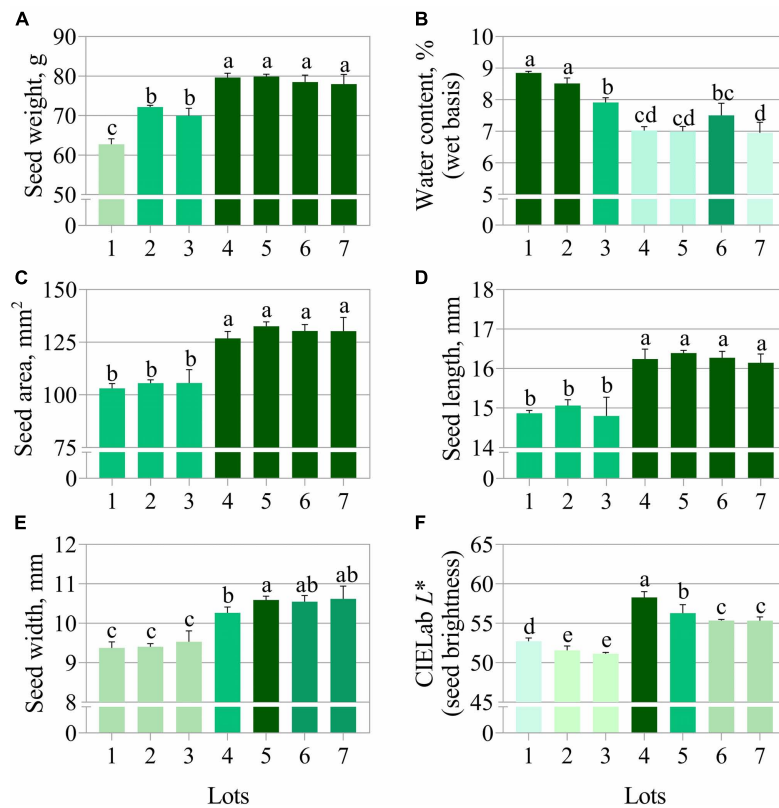 A
Seed weight, g
90
80
70
60
50
0
c b b a a a a
1 2 3 4 5 6 7
B
Water content, %
(wet basis)
10
9
8
7
6
5
0
a a b cd cd bc d
1 2 3 4 5 6 7
C
Seed area, mm²
150
125
100
75
0
b b b a a a a
1 2 3 4 5 6 7
D
Seed length, mm
18
17
16
15
14
0
b b b a a a a
1 2 3 4 5 6 7
E
Seed width, mm
12
11
10
9
8
0
c c c b a ab ab
1 2 3 4 5 6 7
Lots
F
CIELab L*
(seed brightness)
65
60
55
50
45
0
d e e a b c c
1 2 3 4 5 6 7
Lots